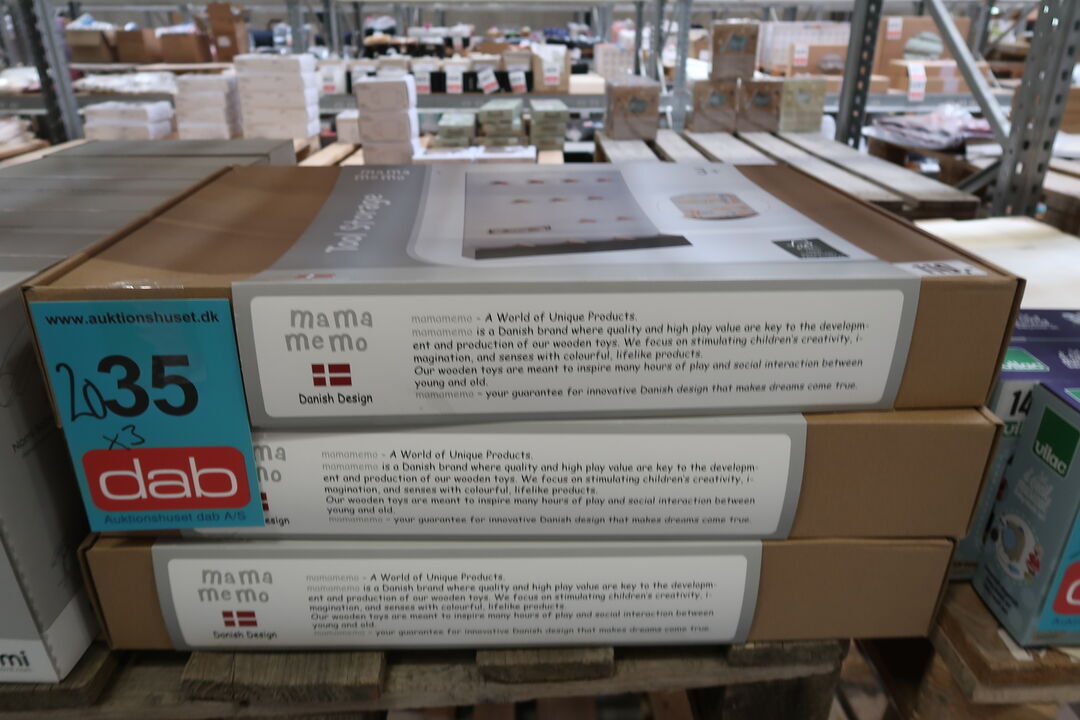 mama
memo
Tool Storage
3+
www.auktionshuset.dk
2035
x3
dab
Auktionshuset dab A/S
mama
memo
Danish Design
mamamemo - A World of Unique Products.
mamamemo is a Danish brand where quality and high play value are key to the developm-
ent and production of our wooden toys. We focus on stimulating children's creativity, i-
magination, and senses with colourful, lifelike products.
Our wooden toys are meant to inspire many hours of play and social interaction between
young and old.
mamamemo - your guarantee for innovative Danish design that makes dreams come true.
ma
no
sign
mamamemo - A World of Unique Products.
mamamemo is a Danish brand where quality and high play value are key to the developm-
ent and production of our wooden toys. We focus on stimulating children's creativity, i-
magination, and senses with colourful, lifelike products.
Our wooden toys are meant to inspire many hours of play and social interaction between
young and old.
mamamemo - your guarantee for innovative Danish design that makes dreams come true.
mama
memo
Danish Design
mamamemo - A World of Unique Products.
mamamemo is a Danish brand where quality and high play value are key to the developm-
ent and production of our wooden toys. We focus on stimulating children's creativity, i-
magination, and senses with colourful, lifelike products.
Our wooden toys are meant to inspire many hours of play and social interaction between
young and old.
mamamemo - your guarantee for innovative Danish design that makes dreams come true.
mi
vilac
14
vilac